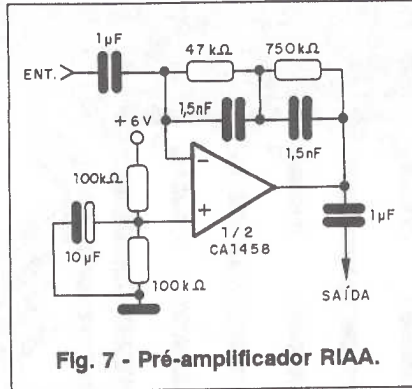 1µF
47kΩ
750kΩ
ENT.
1,5nF
1,5nF
+6V
100kΩ
-
+
1/2
CA1458
10µF
100kΩ
1µF
SAÍDA
Fig. 7 - Pré-amplificador RIAA.